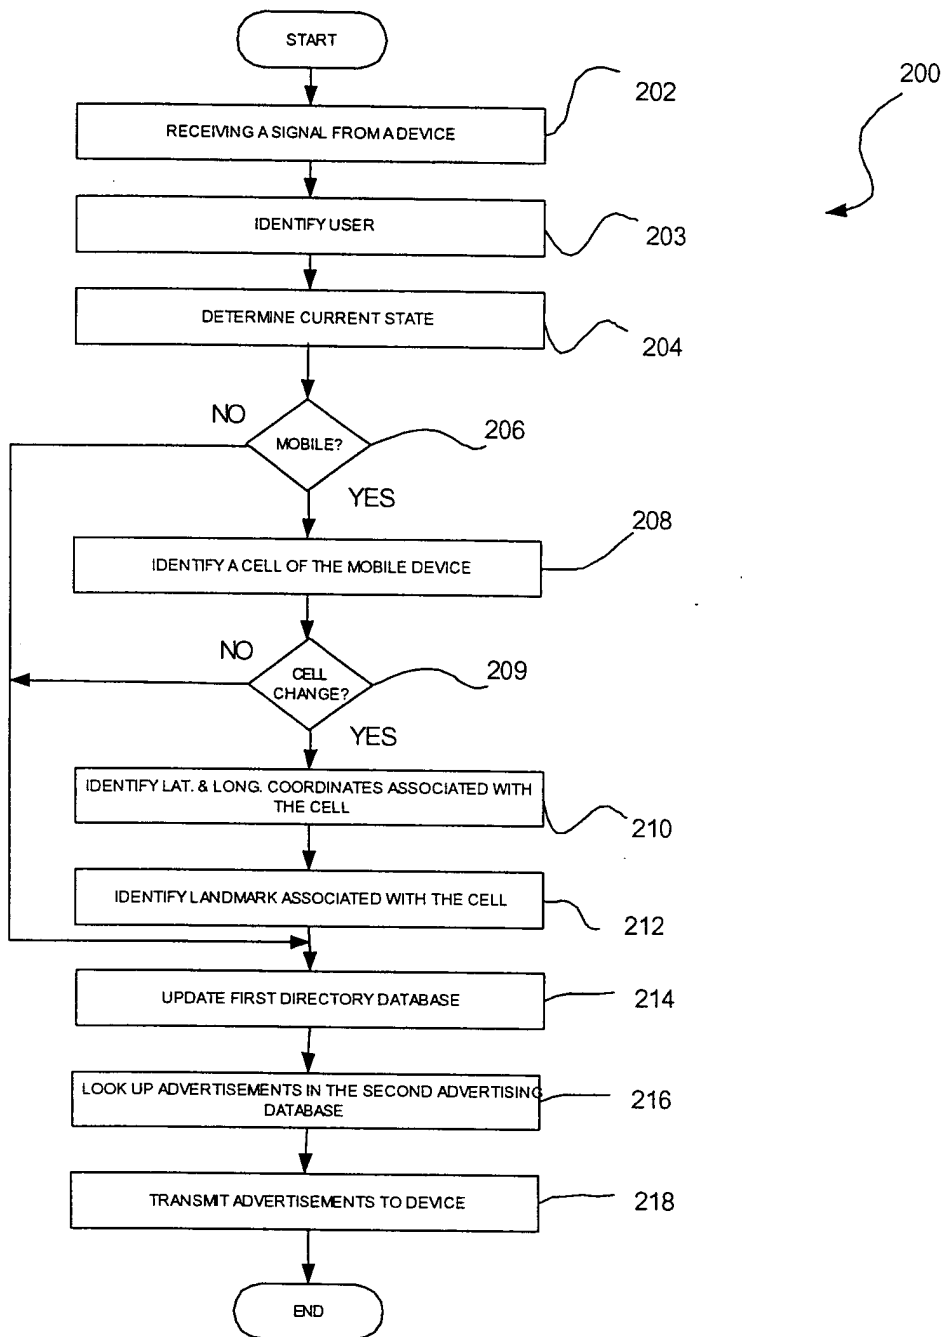 START
200
202
RECEIVING A SIGNAL FROM A DEVICE
IDENTIFY USER
203
DETERMINE CURRENT STATE
204
NO
MOBILE?
206
YES
208
IDENTIFY A CELL OF THE MOBILE DEVICE
NO
CELL
CHANGE?
209
YES
IDENTIFY LAT. & LONG. COORDINATES ASSOCIATED WITH
THE CELL
210
IDENTIFY LANDMARK ASSOCIATED WITH THE CELL
212
UPDATE FIRST DIRECTORY DATABASE
214
LOOK UP ADVERTISEMENTS IN THE SECOND ADVERTISING
DATABASE
216
TRANSMIT ADVERTISEMENTS TO DEVICE
218
END